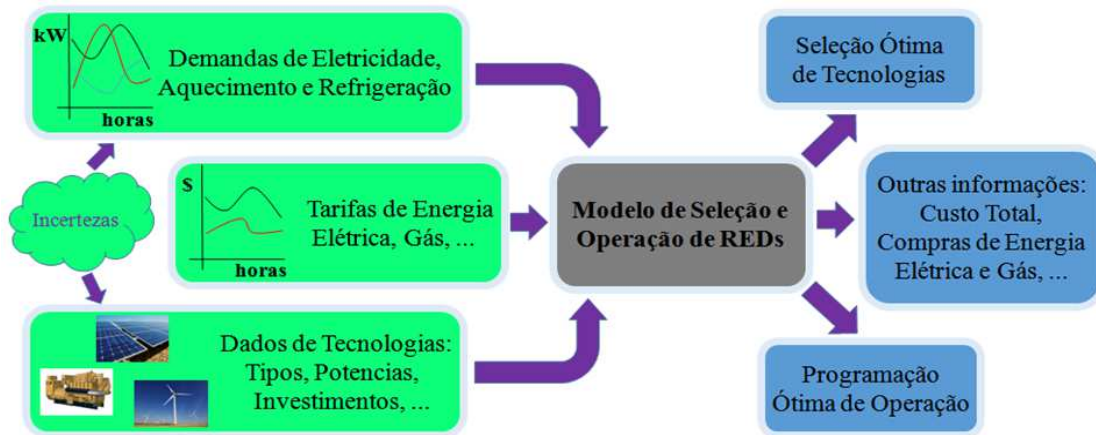 kW
Demandas de Eletricidade,
Aquecimento e Refrigeração
horas
Incertezas
$
Tarifas de Energia
Elétrica, Gás, ...
horas
Dados de Tecnologias:
Tipos, Potencias,
Investimentos, ...
Modelo de Seleção e
Operação de REDs
Seleção Ótima
de Tecnologias
Outras informações:
Custo Total,
Compras de Energia
Elétrica e Gás, ...
Programação
Ótima de Operação